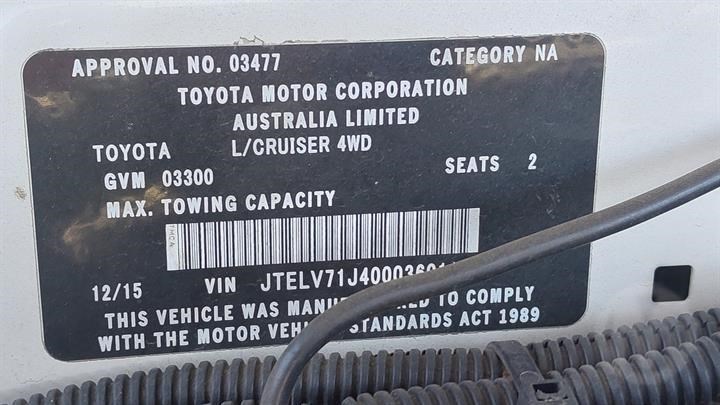 APPROVAL NO. 03477 CATEGORY NA
TOYOTA MOTOR CORPORATION
AUSTRALIA LIMITED
TOYOTA L/CRUISER 4WD
GVM 03300 SEATS 2
MAX. TOWING CAPACITY
TMCA
12/15 VIN
THIS VEHICLE WAS TO COMPLY
WITH THE MOTOR STANDARDS ACT 1989